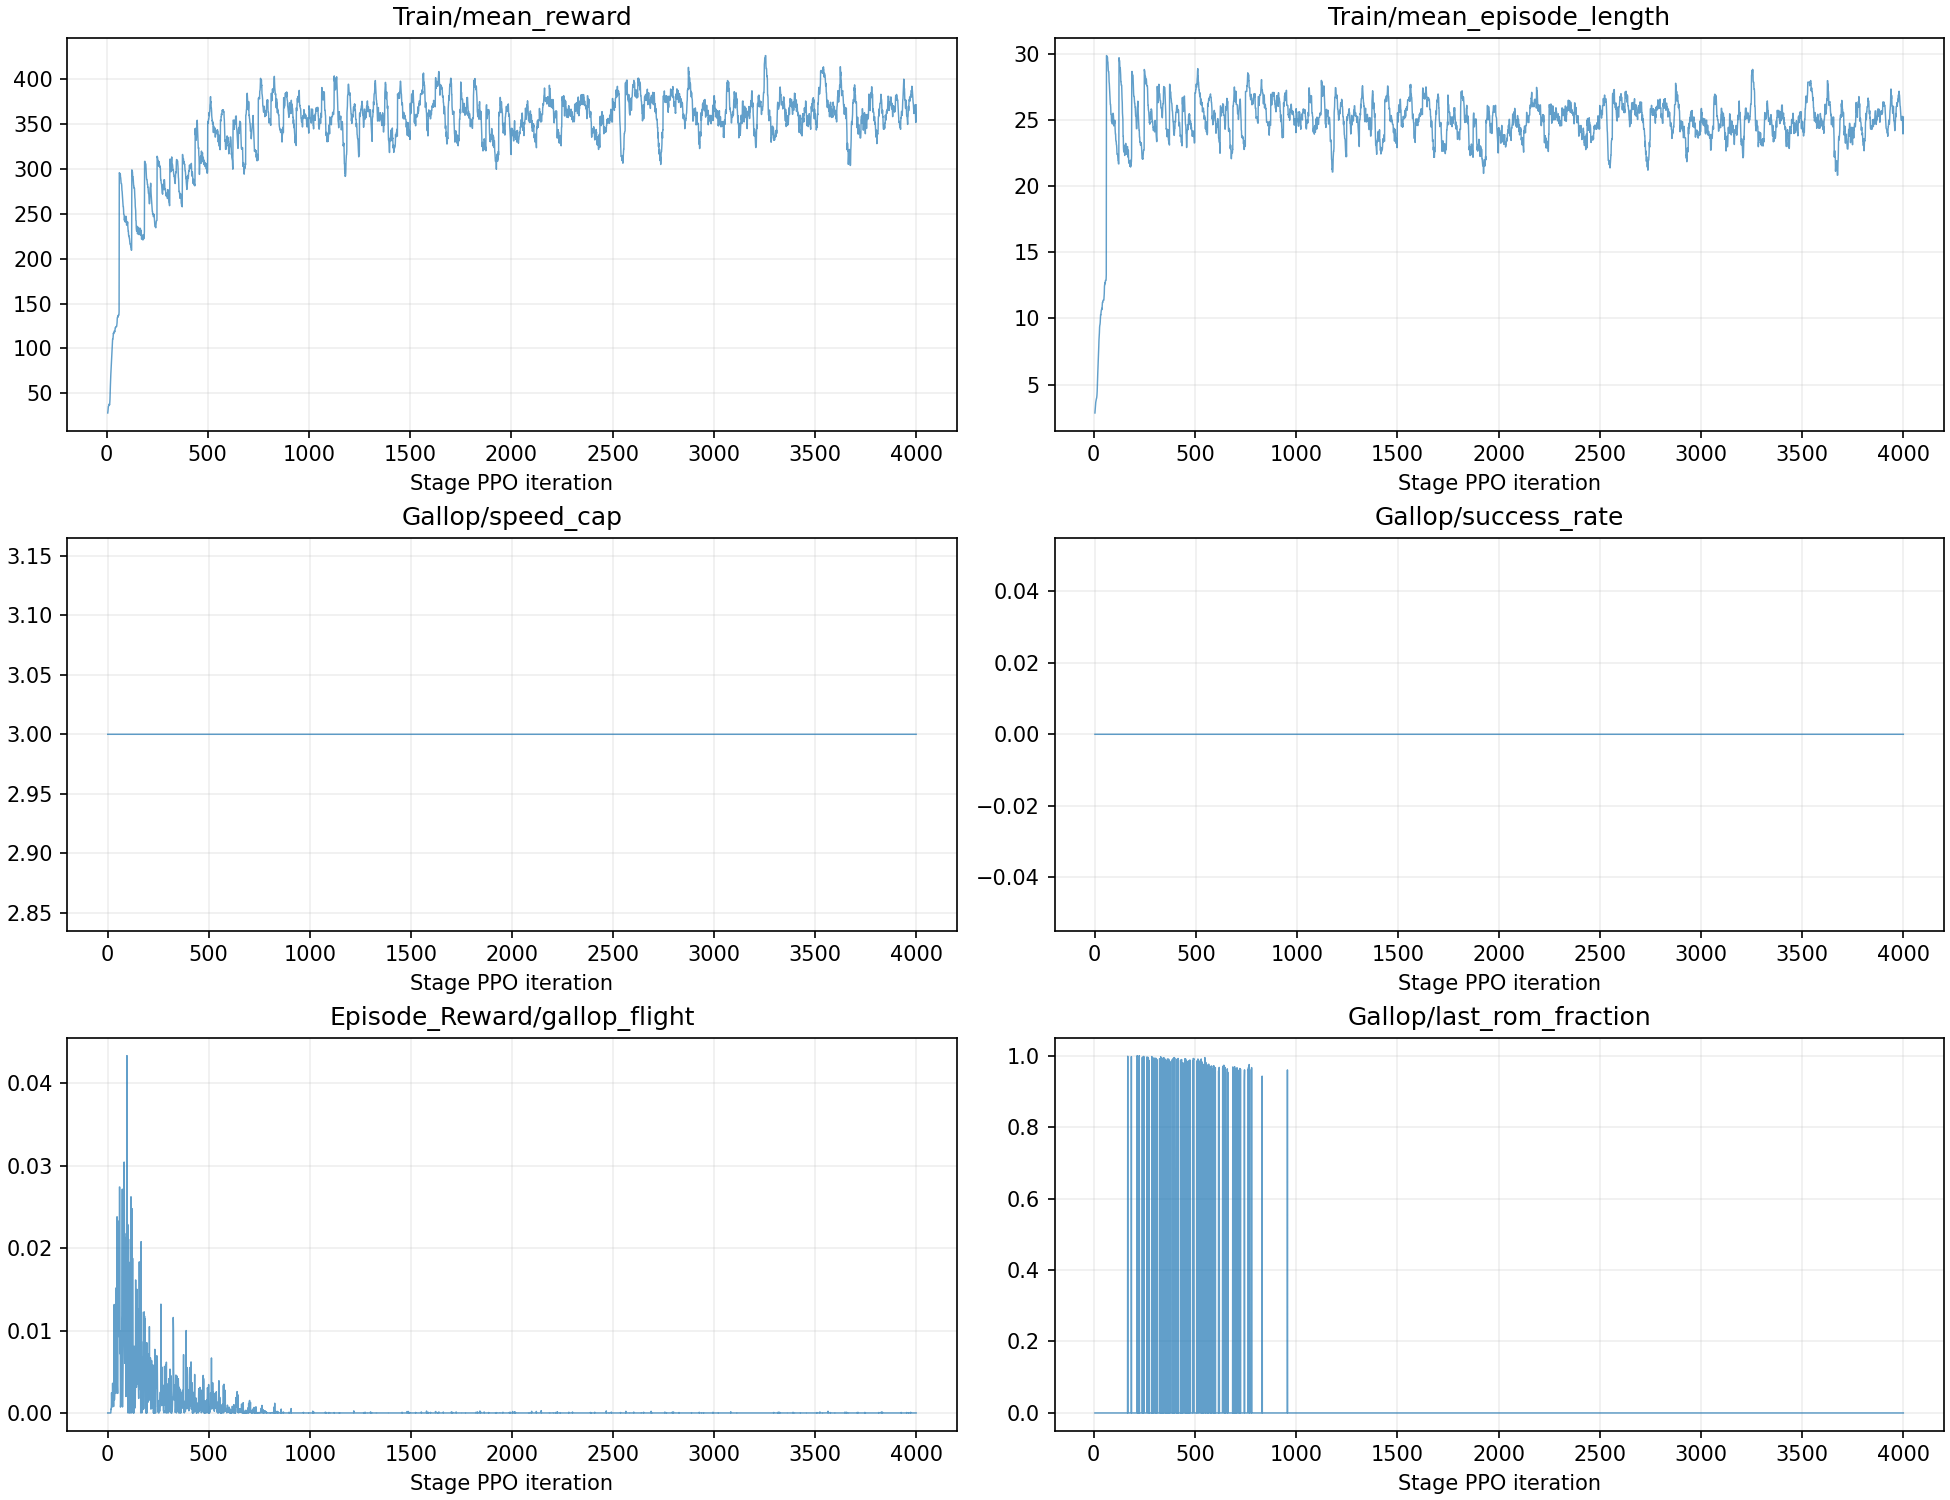 Train/mean_reward
400
350
300
250
200
150
100
50
0 500 1000 1500 2000 2500 3000 3500 4000
Stage PPO iteration
Train/mean_episode_length
30
25
20
15
10
5
0 500 1000 1500 2000 2500 3000 3500 4000
Stage PPO iteration
Gallop/speed_cap
3.15
3.10
3.05
3.00
2.95
2.90
2.85
0 500 1000 1500 2000 2500 3000 3500 4000
Stage PPO iteration
Gallop/success_rate
0.04
0.02
0.00
−0.02
−0.04
0 500 1000 1500 2000 2500 3000 3500 4000
Stage PPO iteration
Episode_Reward/gallop_flight
0.04
0.03
0.02
0.01
0.00
0 500 1000 1500 2000 2500 3000 3500 4000
Stage PPO iteration
Gallop/last_rom_fraction
1.0
0.8
0.6
0.4
0.2
0.0
0 500 1000 1500 2000 2500 3000 3500 4000
Stage PPO iteration